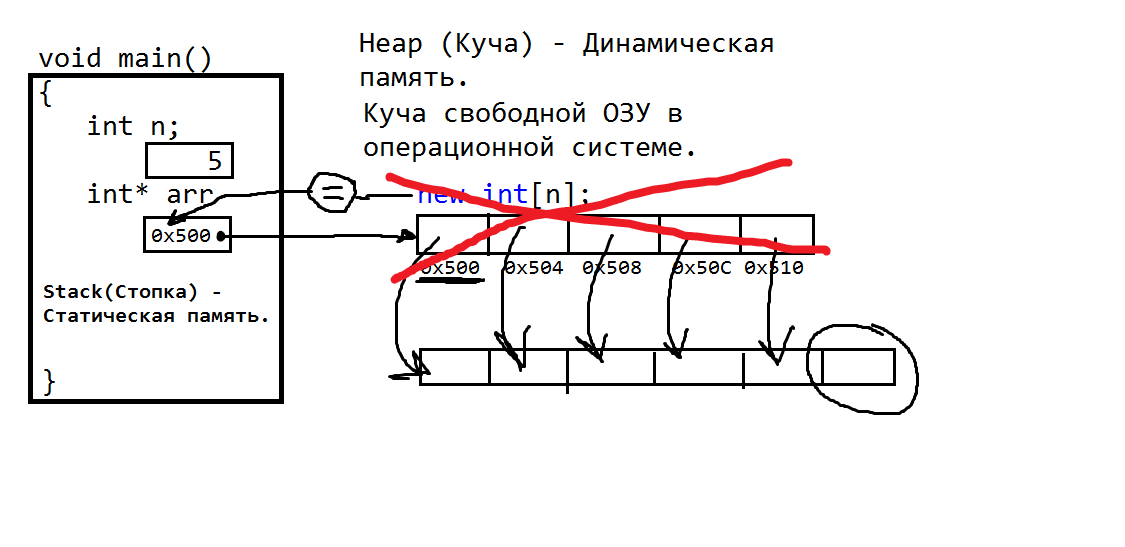 Heap (Куча) - Динамическая
память.
Куча свободной ОЗУ в
операционной системе.
void main()
{
int n;
5
int* arr
=
new int[n];
0x500
0x500 0x504 0x508 0x50C 0x510
Stack(Стопка) -
Статическая память.
}